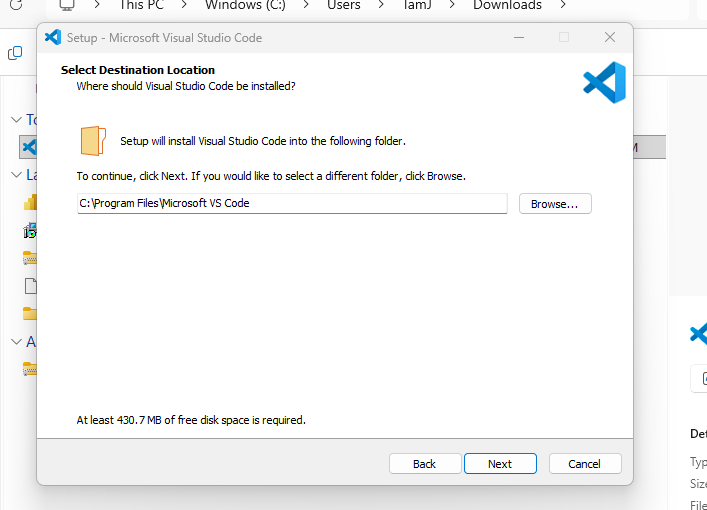 This PC > Windows (C:) > Users > TamJ > Downloads >
Setup - Microsoft Visual Studio Code
Select Destination Location
Where should Visual Studio Code be installed?
Setup will install Visual Studio Code into the following folder.
To continue, click Next. If you would like to select a different folder, click Browse.
C:\Program Files\Microsoft VS Code
Browse...
At least 430.7 MB of free disk space is required.
Back
Next
Cancel
To
La
A
M
Det
Typ
Size
File